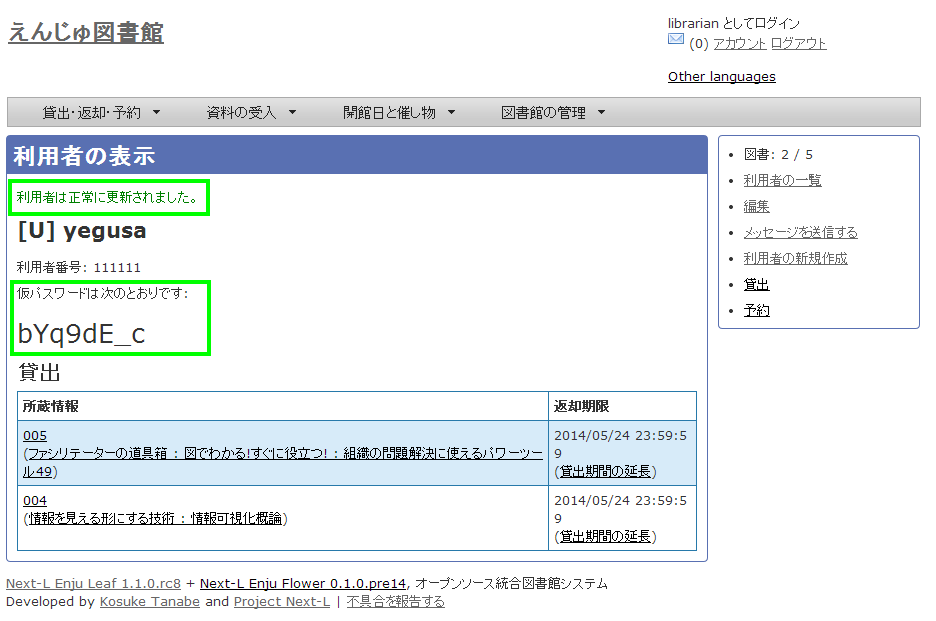 えんじゅ図書館
librarian としてログイン
(0) アカウント ログアウト
Other languages
貸出・返却・予約 ▼ 資料の受入 ▼ 開館日と催し物 ▼ 図書館の管理 ▼
利用者の表示
利用者は正常に更新されました。
[U] yegusa
利用者番号: 111111
仮パスワードは次のとおりです:
bYq9dE_c
貸出
所蔵情報 返却期限
005
(ファシリテーターの道具箱 : 図でわかる!すぐに役立つ! : 組織の問題解決に使えるパワーツー
ル49)
2014/05/24 23:59:5
9
(貸出期間の延長)
004
(情報を見える形にする技術 : 情報可視化概論)
2014/05/24 23:59:5
9
(貸出期間の延長)
• 図書: 2 / 5
• 利用者の一覧
• 編集
• メッセージを送信する
• 利用者の新規作成
• 貸出
• 予約
Next-L Enju Leaf 1.1.0.rc8 + Next-L Enju Flower 0.1.0.pre14, オープンソース統合図書館システム
Developed by Kosuke Tanabe and Project Next-L | 不具合を報告する